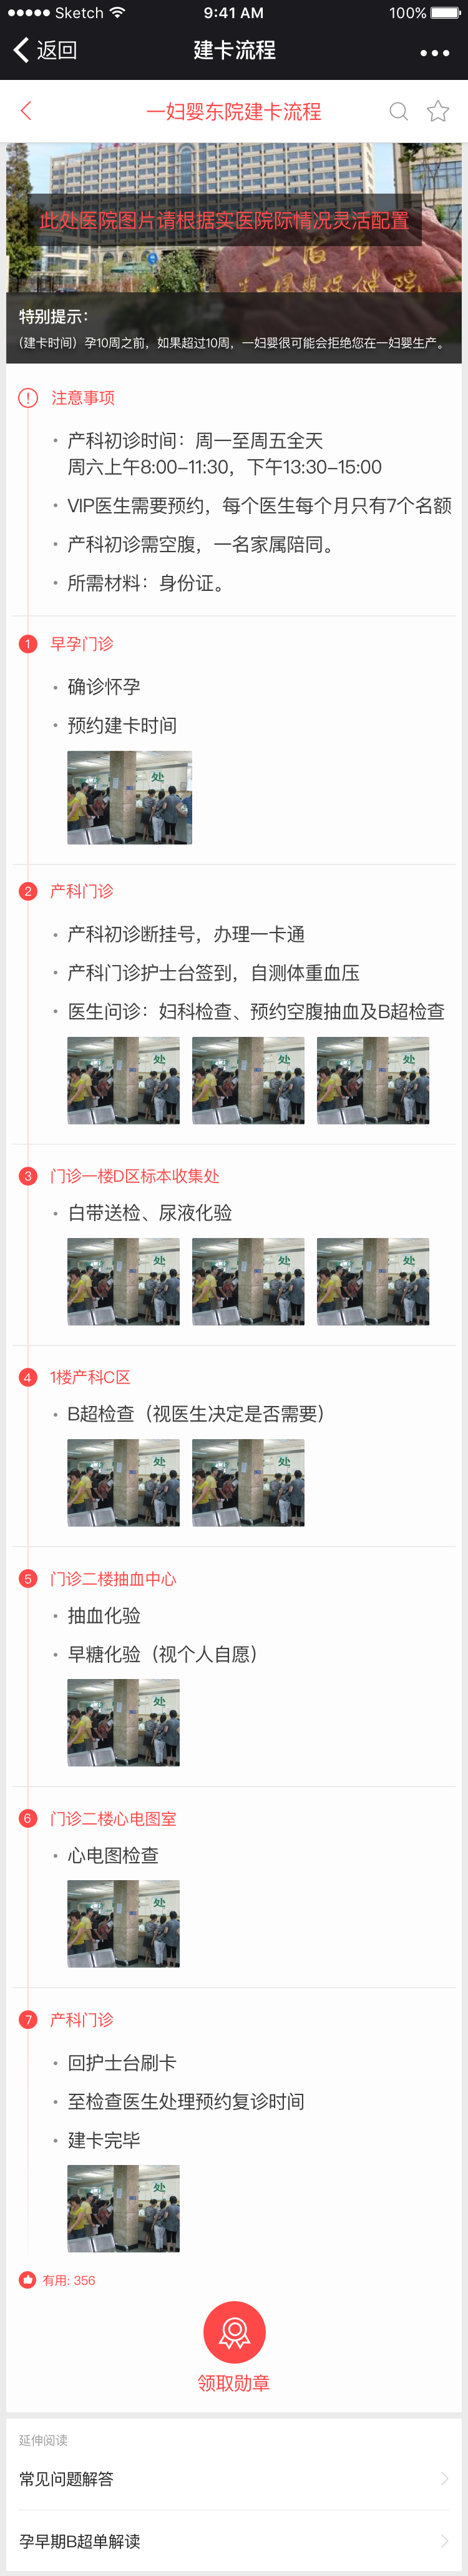 Sketch
9:41 AM
100%
返回
建卡流程
一妇婴东院建卡流程
此处医院图片请根据实医院际情况灵活配置
特别提示：
（建卡时间）孕10周之前，如果超过10周，一妇婴很可能会拒绝您在一妇婴生产。
注意事项
产科初诊时间：周一至周五全天
周六上午8:00-11:30，下午13:30-15:00
VIP医生需要预约，每个医生每个月只有7个名额
产科初诊需空腹，一名家属陪同。
所需材料：身份证。
1 早孕门诊
确诊怀孕
预约建卡时间
处
2 产科门诊
产科初诊断挂号，办理一卡通
产科门诊护士台签到，自测体重血压
医生问诊：妇科检查、预约空腹抽血及B超检查
处 处 处
3 门诊一楼D区标本收集处
白带送检、尿液化验
处 处 处
4 1楼产科C区
B超检查（视医生决定是否需要）
处 处
5 门诊二楼抽血中心
抽血化验
早糖化验（视个人自愿）
处
6 门诊二楼心电图室
心电图检查
处
7 产科门诊
回护士台刷卡
至检查医生处理预约复诊时间
建卡完毕
处
有用: 356
领取勋章
延伸阅读
常见问题解答
孕早期B超单解读